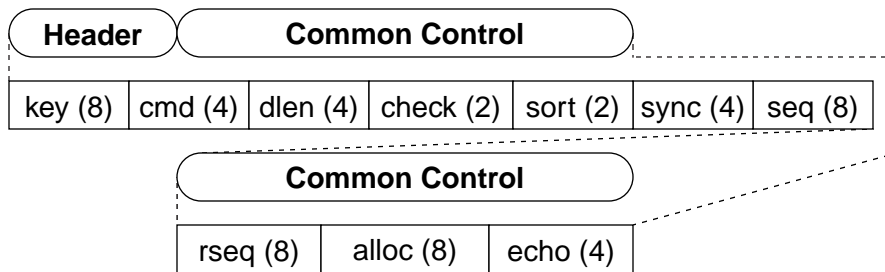 Header Common Control
key (8) cmd (4) dlen (4) check (2) sort (2) sync (4) seq (8)
Common Control
rseq (8) alloc (8) echo (4)